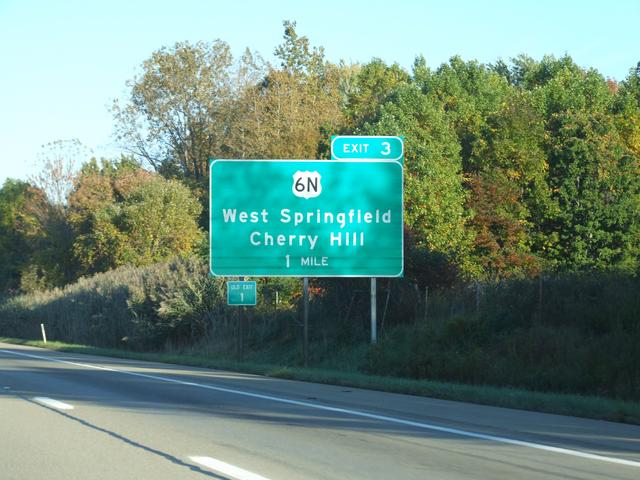 EXIT 3
6N
West Springfield
Cherry Hill
1 MILE
OLD EXIT
1